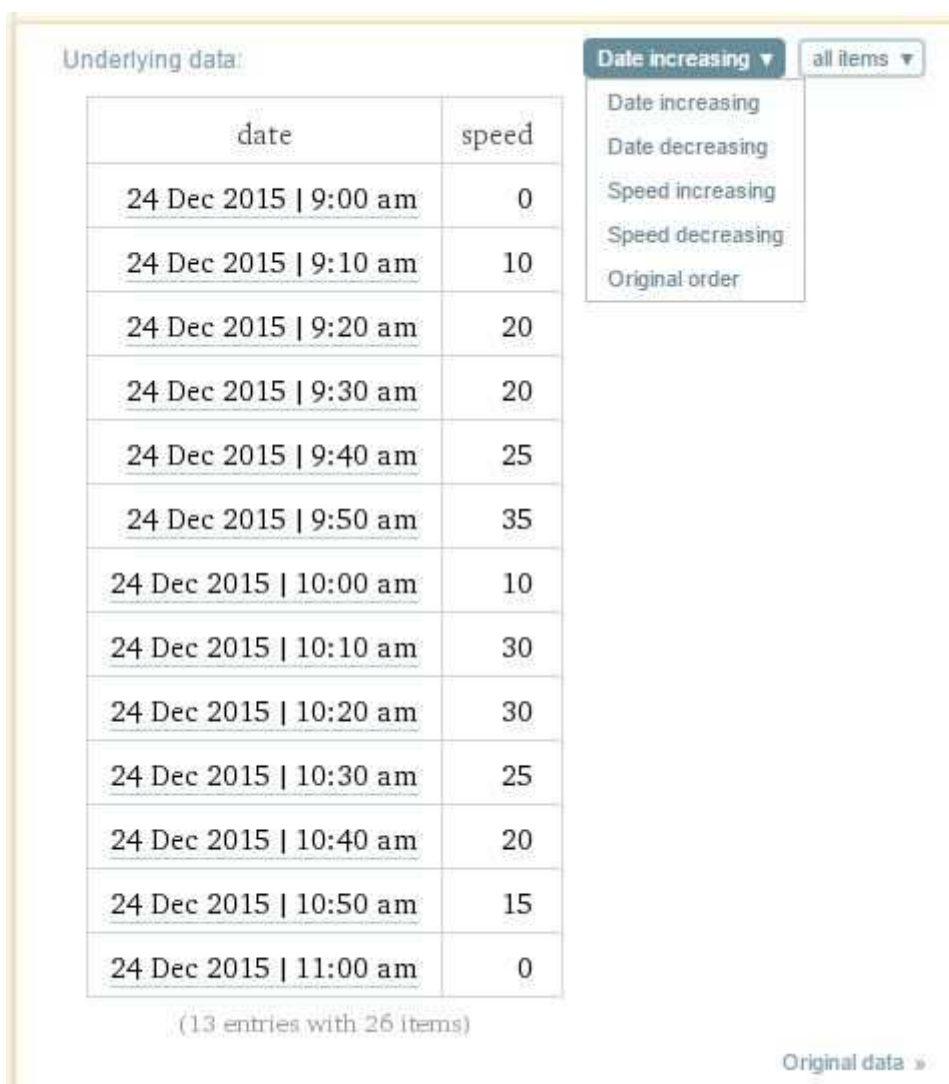 Underlying data:
Date increasing ▼
all items ▼
Date increasing
Date decreasing
Speed increasing
Speed decreasing
Original order
date speed
24 Dec 2015 | 9:00 am 0
24 Dec 2015 | 9:10 am 10
24 Dec 2015 | 9:20 am 20
24 Dec 2015 | 9:30 am 20
24 Dec 2015 | 9:40 am 25
24 Dec 2015 | 9:50 am 35
24 Dec 2015 | 10:00 am 10
24 Dec 2015 | 10:10 am 30
24 Dec 2015 | 10:20 am 30
24 Dec 2015 | 10:30 am 25
24 Dec 2015 | 10:40 am 20
24 Dec 2015 | 10:50 am 15
24 Dec 2015 | 11:00 am 0
(13 entries with 26 items)
Original data »